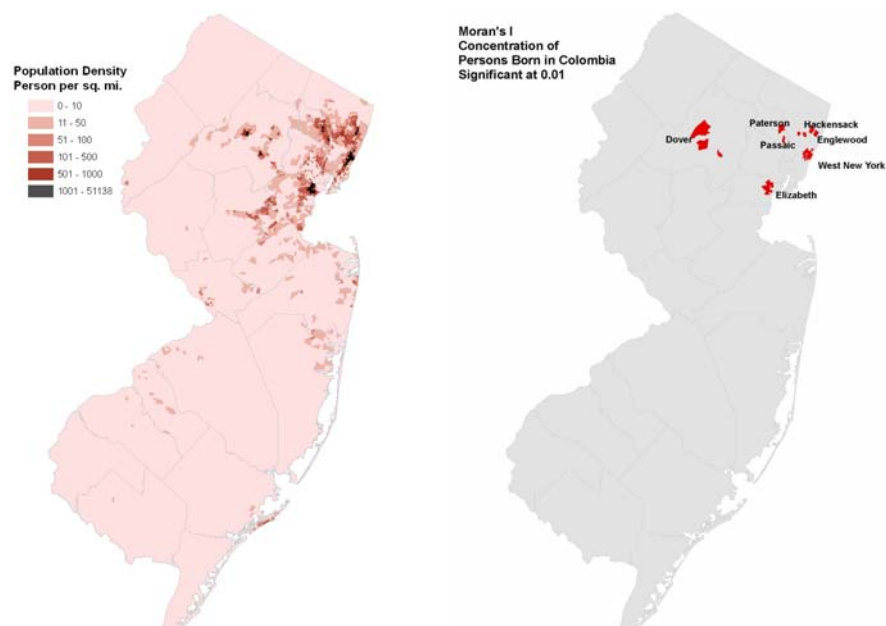 Population Density
Person per sq. mi.
0 - 10
11 - 50
51 - 100
101 - 500
501 - 1000
1001 - 51138
Moran's I
Concentration of
Persons Born in Colombia
Significant at 0.01
Paterson
Hackensack
Dover
Englewood
Passaic
West New York
Elizabeth